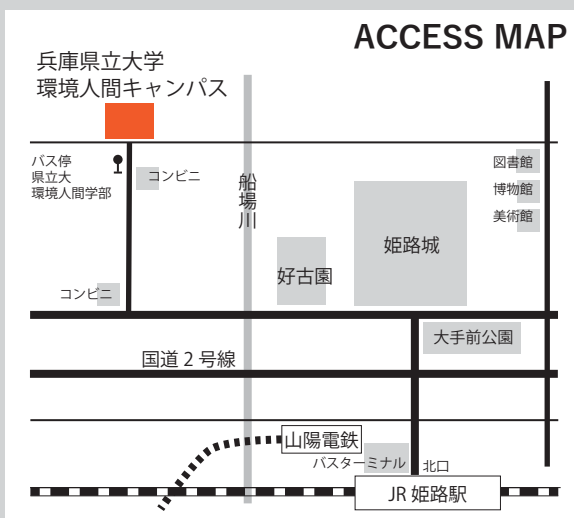 ACCESS MAP
兵庫県立大学
環境人間キャンパス
バス停
県立大
環境人間学部
コンビニ
船場川
図書館
博物館
美術館
姫路城
好古園
コンビニ
大手前公園
国道2号線
山陽電鉄
バスターミナル
北口
JR 姫路駅